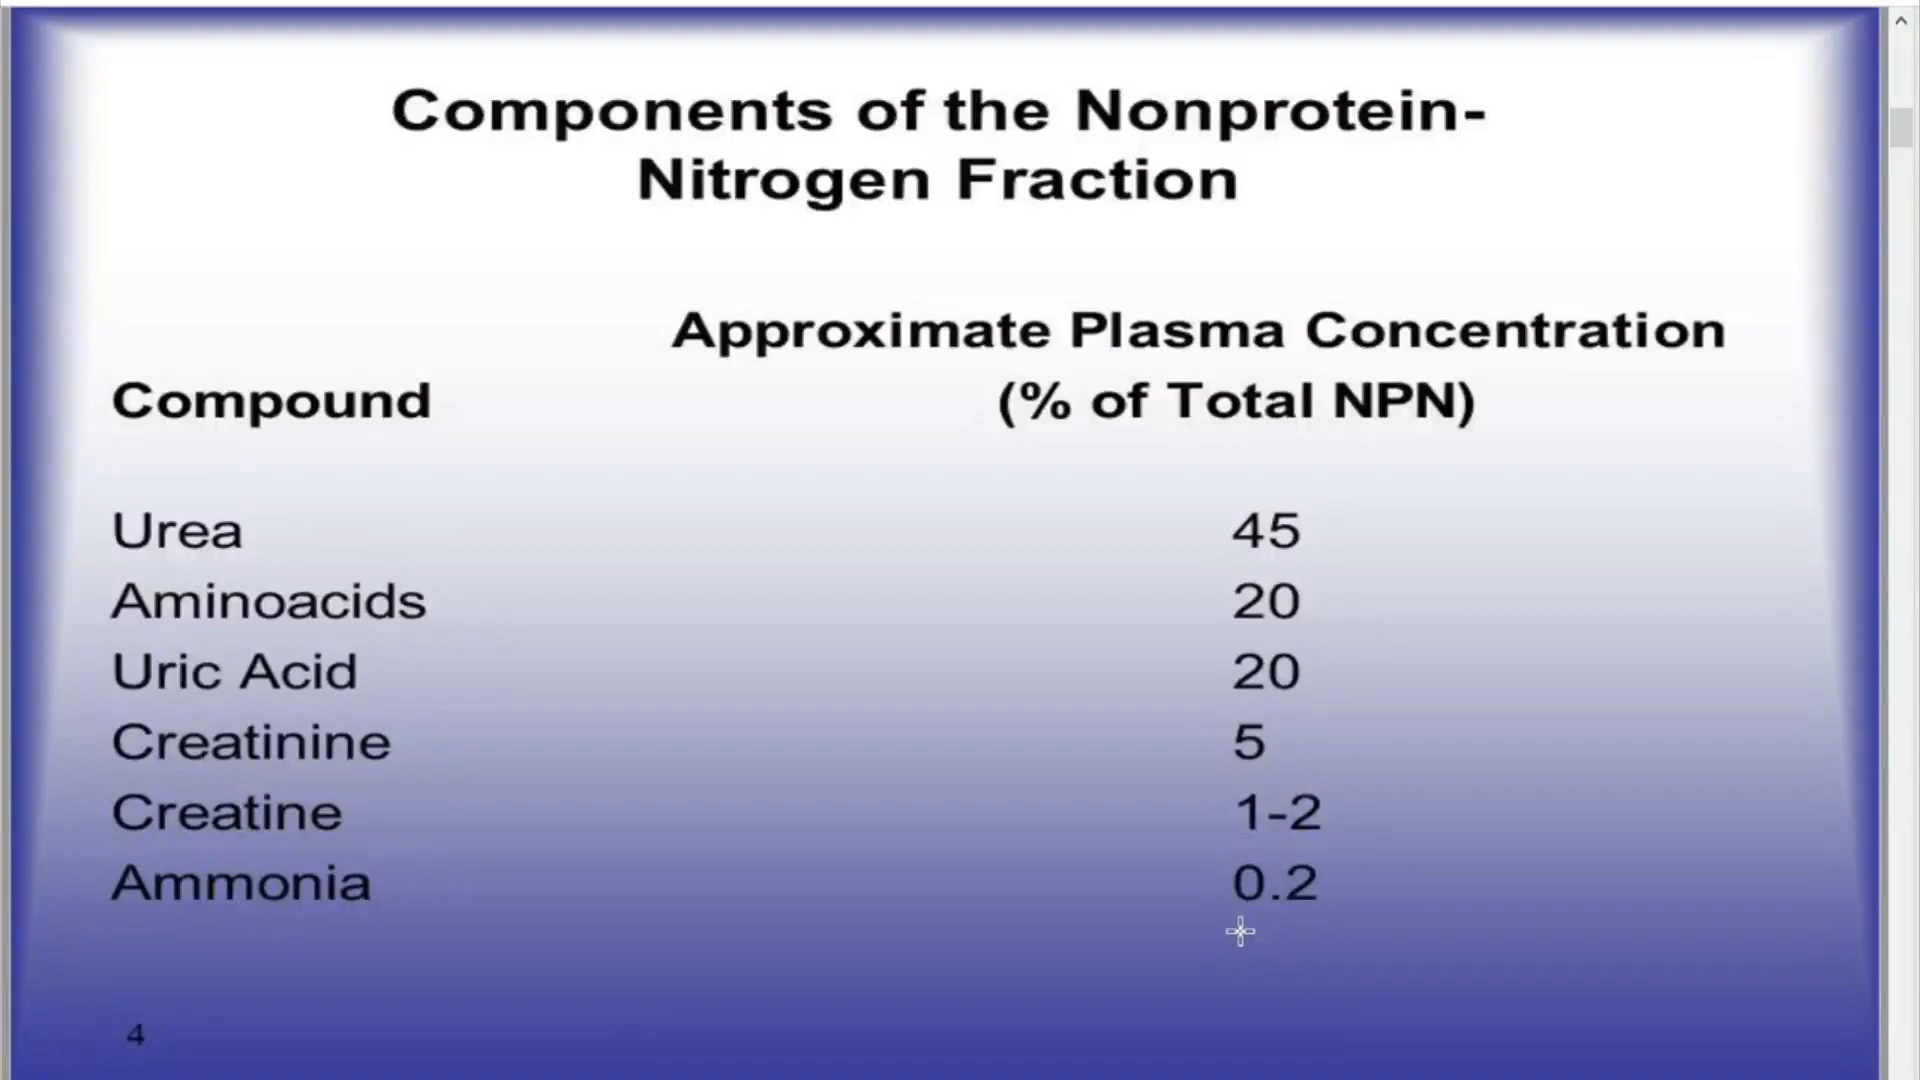 Components of the Nonprotein-
Nitrogen Fraction
Approximate Plasma Concentration
Compound (% of Total NPN)
Urea 45
Aminoacids 20
Uric Acid 20
Creatinine 5
Creatine 1-2
Ammonia 0.2
4